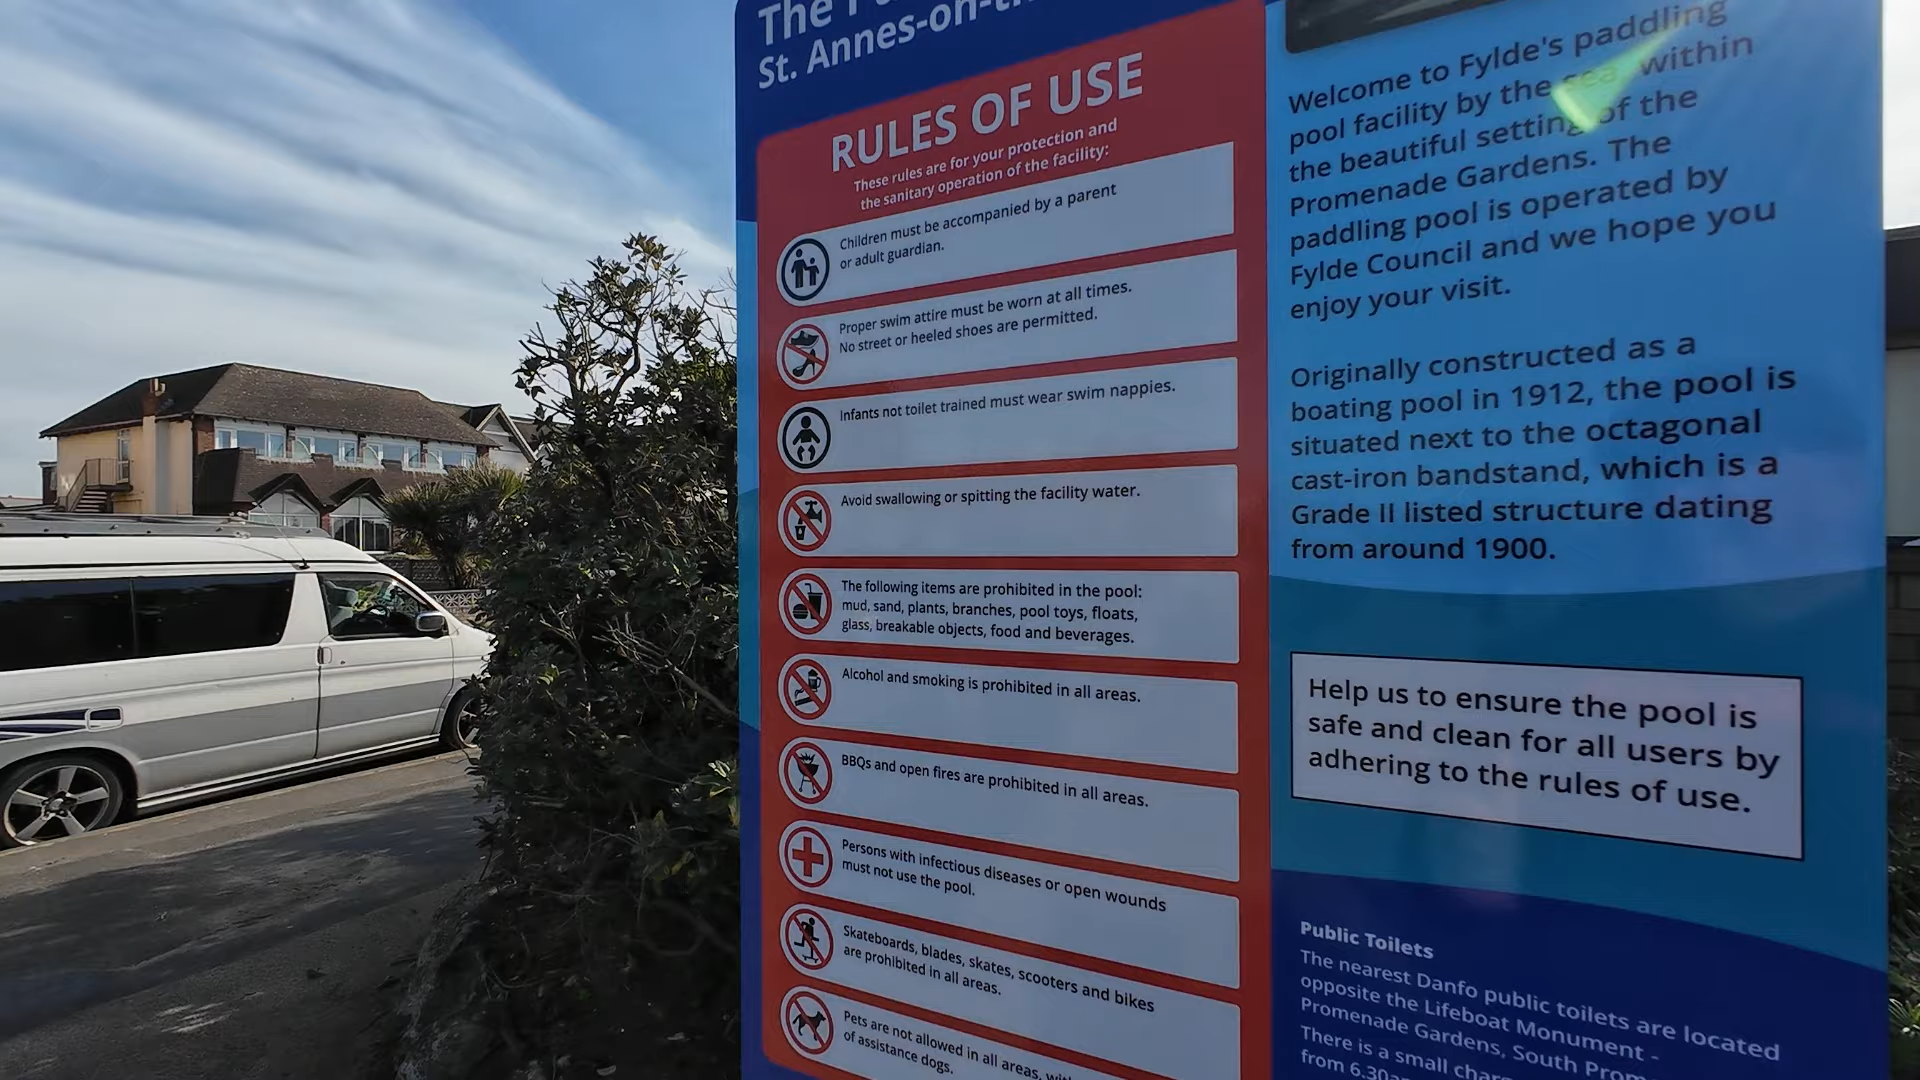 The
St. Annes-on-
RULES OF USE
These rules are for your protection and
the sanitary operation of the facility:
Children must be accompanied by a parent
or adult guardian.
Proper swim attire must be worn at all times.
No street or heeled shoes are permitted.
Infants not toilet trained must wear swim nappies.
Avoid swallowing or spitting the facility water.
The following items are prohibited in the pool:
mud, sand, plants, branches, pool toys, floats,
glass, breakable objects, food and beverages.
Alcohol and smoking is prohibited in all areas.
BBQs and open fires are prohibited in all areas.
Persons with infectious diseases or open wounds
must not use the pool.
Skateboards, blades, skates, scooters and bikes
are prohibited in all areas.
Pets are not allowed in all areas,
of assistance dogs.
Welcome to Fylde's paddling
pool facility by the sea within
the beautiful setting of the
Promenade Gardens. The
paddling pool is operated by
Fylde Council and we hope you
enjoy your visit.
Originally constructed as a
boating pool in 1912, the pool is
situated next to the octagonal
cast-iron bandstand, which is a
Grade II listed structure dating
from around 1900.
Help us to ensure the pool is
safe and clean for all users by
adhering to the rules of use.
Public Toilets
The nearest Danfo public toilets are located
opposite the Lifeboat Monument -
Promenade Gardens, South
There is a small
from 6.30